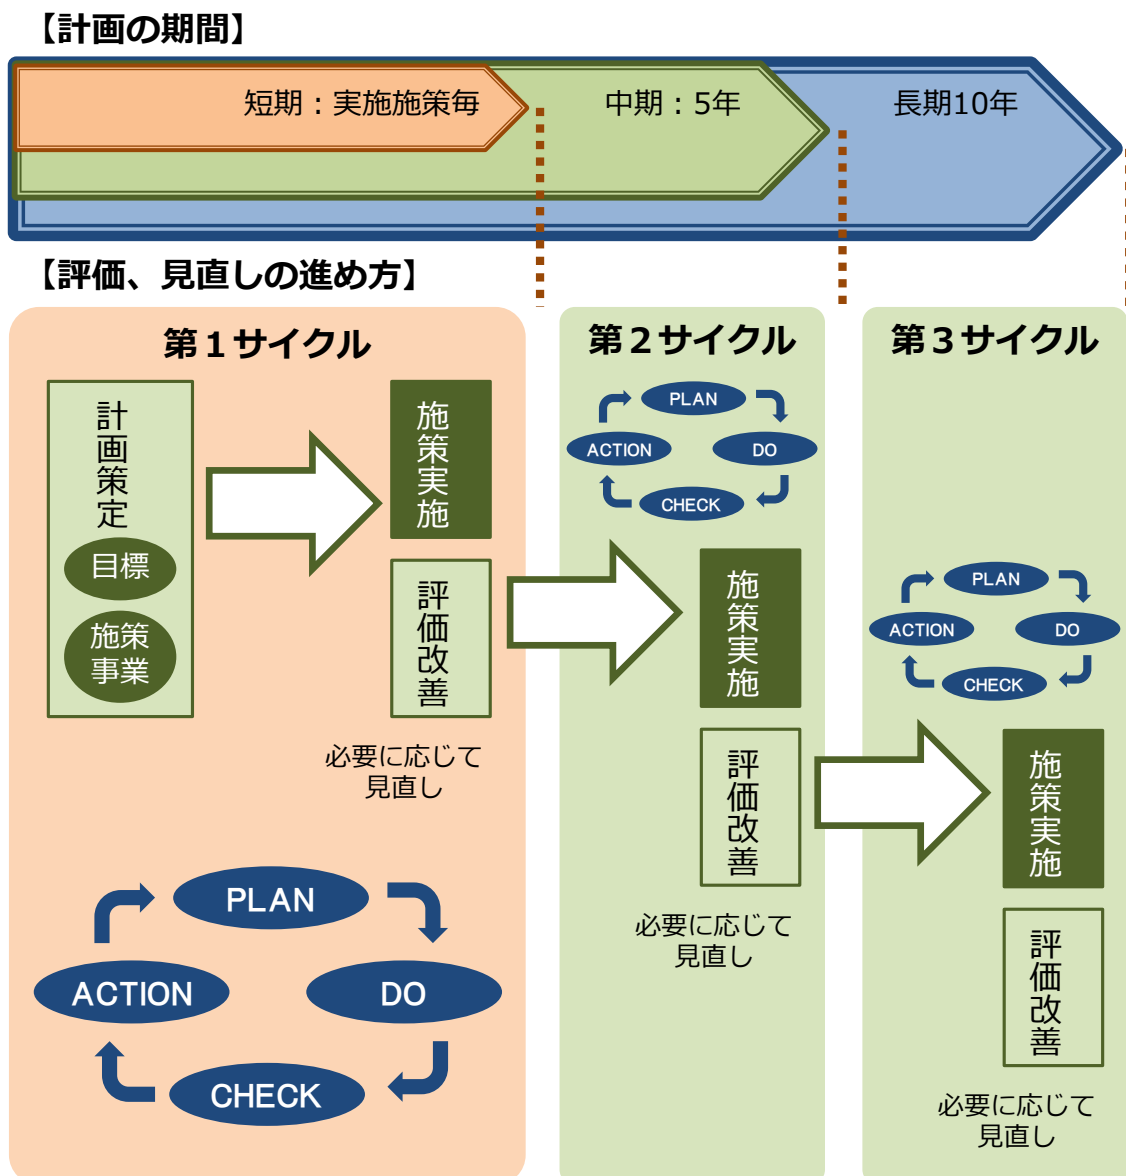 【計画の期間】
短期：実施施策毎
中期：5年
長期10年
【評価、見直しの進め方】
第１サイクル
計画策定
目標
施策
事業
施策実施
評価改善
必要に応じて
見直し
PLAN
DO
CHECK
ACTION
第２サイクル
PLAN
DO
CHECK
ACTION
施策実施
評価改善
必要に応じて
見直し
第３サイクル
PLAN
DO
CHECK
ACTION
施策実施
評価改善
必要に応じて
見直し